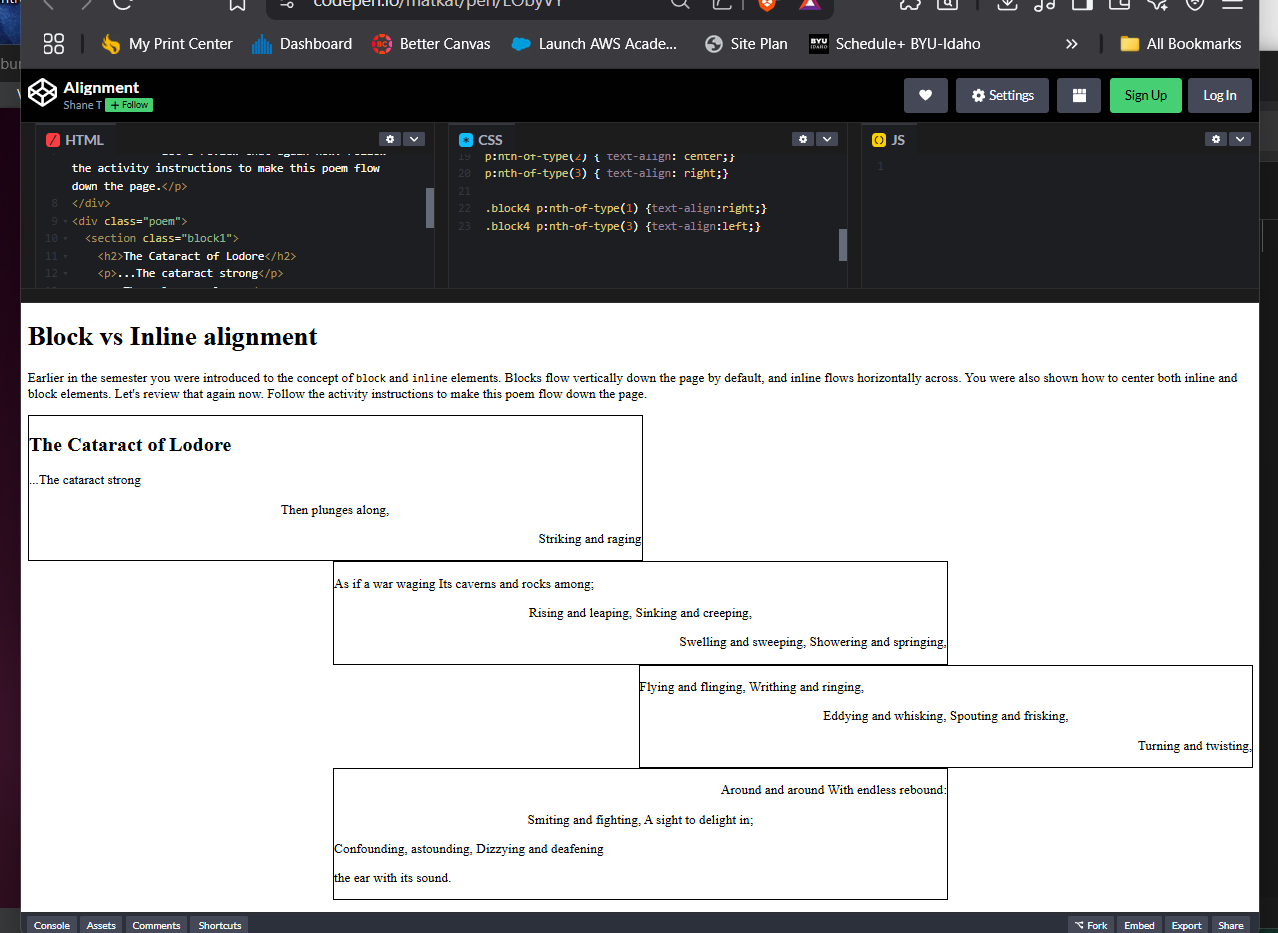 codepen.io/matkat/pen/LObyVY
My Print Center
Dashboard
Better Canvas
Launch AWS Acade...
Site Plan
BYU IDAHO
Schedule+ BYU-Idaho
»
All Bookmarks
Alignment
Shane T
+ Follow
Settings
Sign Up
Log In
HTML
the activity instructions to make this poem flow
down the page.</p>
8 </div>
9 <div class="poem">
10 <section class="block1">
11 <h2>The Cataract of Lodore</h2>
12 <p>...The cataract strong</p>
CSS
19 p:nth-of-type(2) { text-align: center;}
20 p:nth-of-type(3) { text-align: right;}
21
22 .block4 p:nth-of-type(1) {text-align:right;}
23 .block4 p:nth-of-type(3) {text-align:left;}
JS
1
Block vs Inline alignment
Earlier in the semester you were introduced to the concept of block and inline elements. Blocks flow vertically down the page by default, and inline flows horizontally across. You were also shown how to center both inline and
block elements. Let's review that again now. Follow the activity instructions to make this poem flow down the page.
The Cataract of Lodore
...The cataract strong
Then plunges along,
Striking and raging
As if a war waging Its caverns and rocks among;
Rising and leaping, Sinking and creeping,
Swelling and sweeping, Showering and springing,
Flying and flinging, Writhing and ringing,
Eddying and whisking, Spouting and frisking,
Turning and twisting,
Around and around With endless rebound:
Smiting and fighting, A sight to delight in;
Confounding, astounding, Dizzying and deafening
the ear with its sound.
Console
Assets
Comments
Shortcuts
Fork
Embed
Export
Share